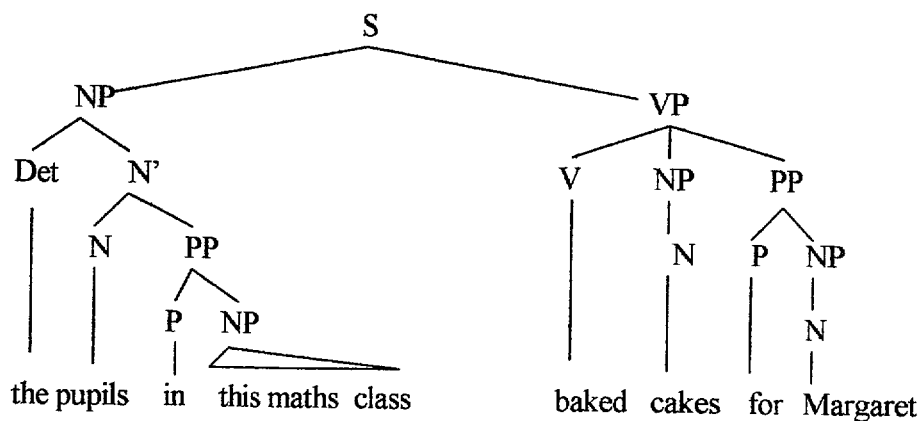 S
NP VP
Det N’ V NP PP
N PP N P NP
P NP N
the pupils in this maths class baked cakes for Margaret